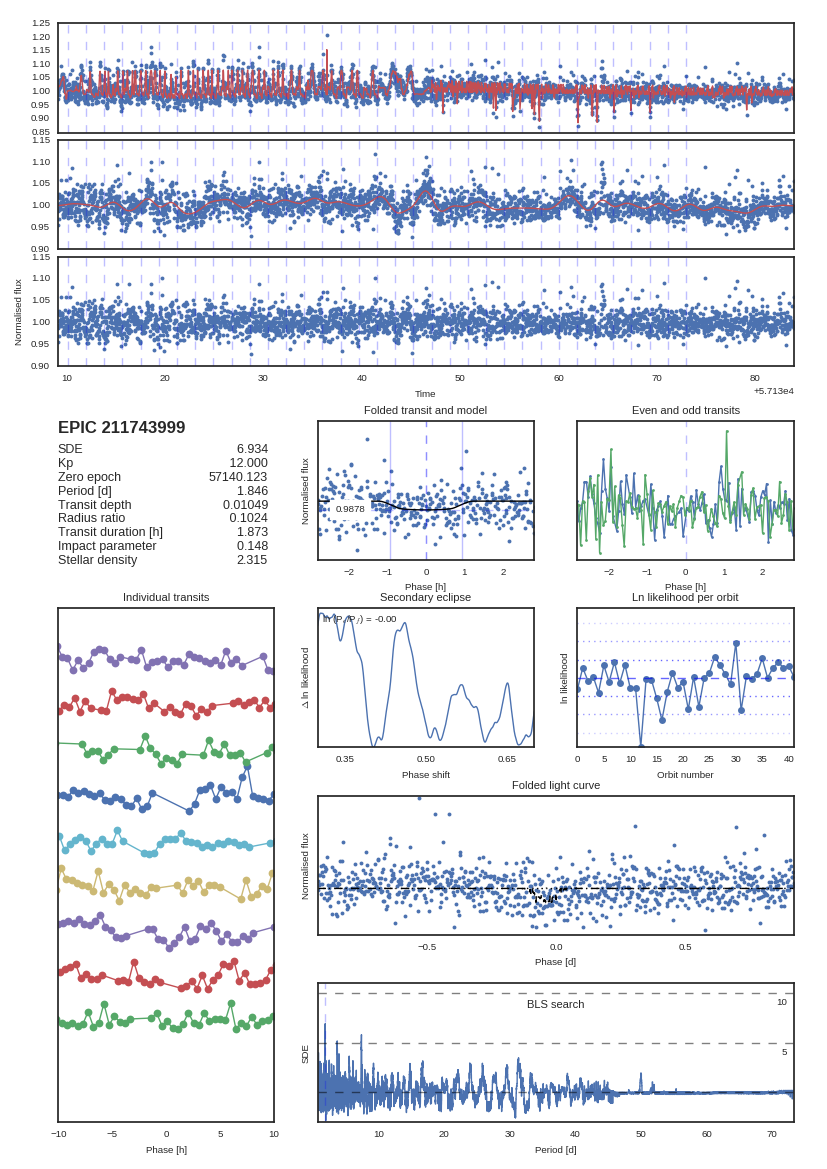 1.25
1.20
1.15
1.10
1.05
1.00
0.95
0.90
0.85
1.15
1.10
1.05
1.00
0.95
0.90
1.15
1.10
1.05
1.00
0.95
0.90
Normalised flux
10 20 30 40 50 60 70 80
Time
+5.713e4
EPIC 211743999
SDE 6.934
Kp 12.000
Zero epoch 57140.123
Period [d] 1.846
Transit depth 0.01049
Radius ratio 0.1024
Transit duration [h] 1.873
Impact parameter 0.148
Stellar density 2.315
Folded transit and model
Normalised flux
0.9878
−2 −1 0 1 2
Phase [h]
Even and odd transits
−2 −1 0 1 2
Phase [h]
Individual transits
−10 −5 0 5 10
Phase [h]
Secondary eclipse
Δ ln likelihood
= -0.00
0.35 0.50 0.65
Phase shift
Ln likelihood per orbit
ln likelihood
0 5 10 15 20 25 30 35 40
Orbit number
Folded light curve
Normalised flux
−0.5 0.0 0.5
Phase [d]
BLS search
10
5
SDE
10 20 30 40 50 60 70
Period [d]